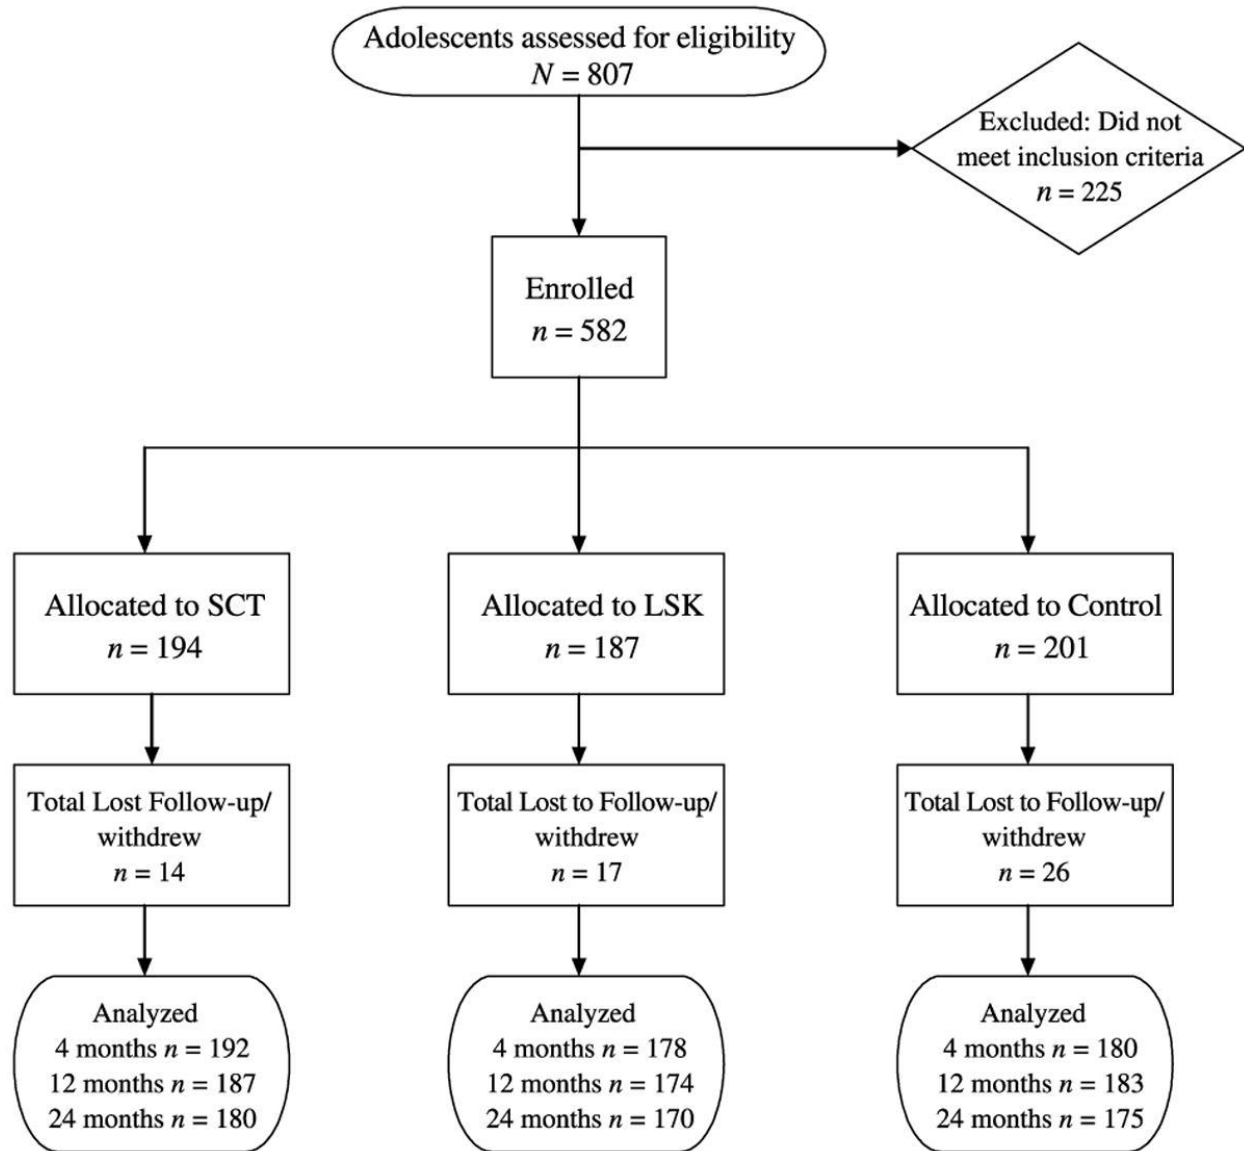 Adolescents assessed for eligibility
N = 807
Excluded: Did not
meet inclusion criteria
n = 225
Enrolled
n = 582
Allocated to SCT
n = 194
Allocated to LSK
n = 187
Allocated to Control
n = 201
Total Lost Follow-up/
withdrew
n = 14
Total Lost to Follow-up/
withdrew
n = 17
Total Lost to Follow-up/
withdrew
n = 26
Analyzed
4 months n = 192
12 months n = 187
24 months n = 180
Analyzed
4 months n = 178
12 months n = 174
24 months n = 170
Analyzed
4 months n = 180
12 months n = 183
24 months n = 175